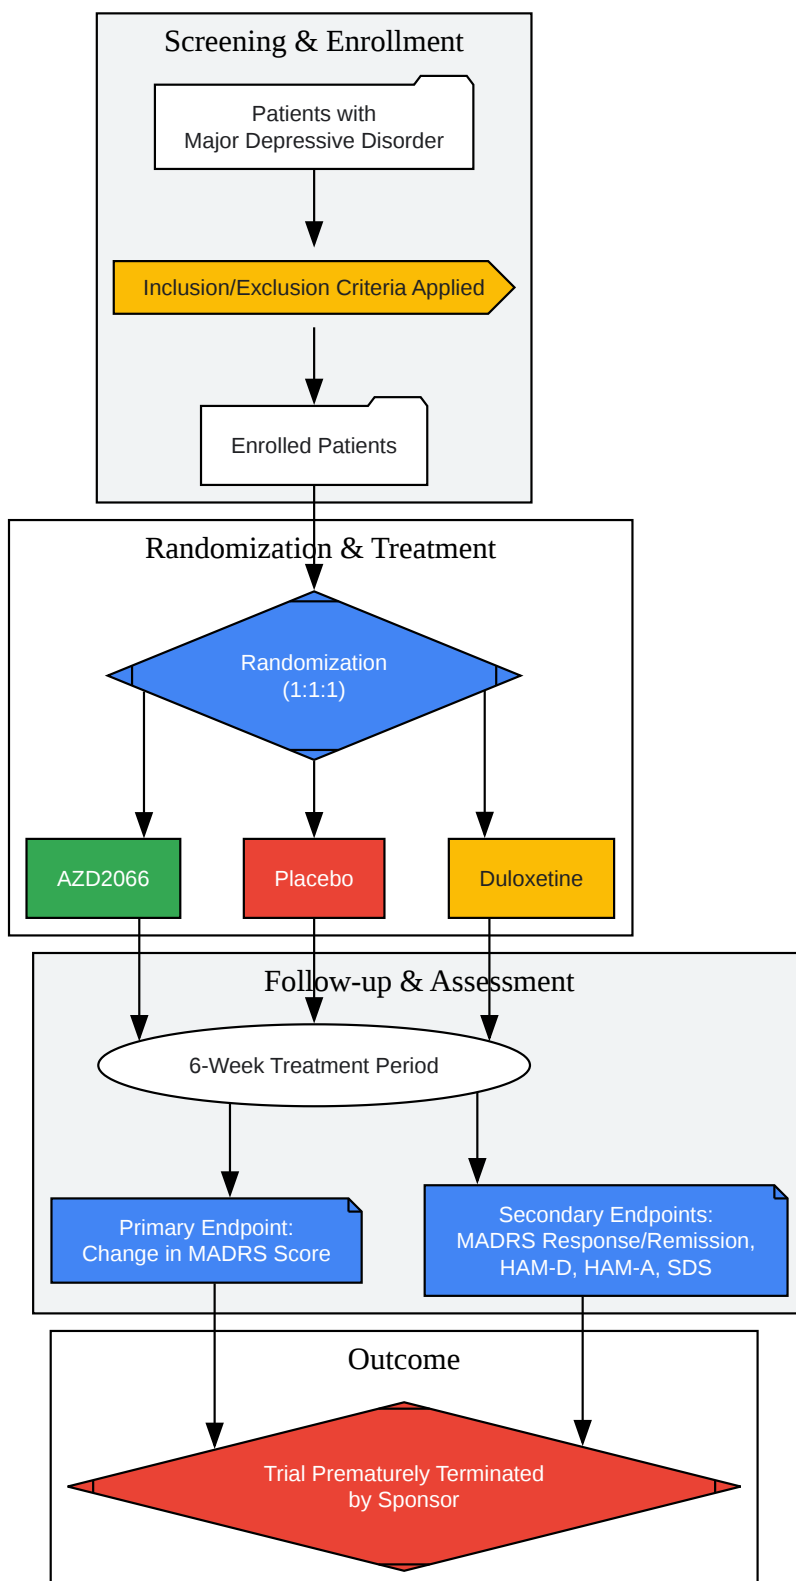 Screening & Enrollment
Patients with
Major Depressive Disorder
Inclusion/Exclusion Criteria Applied
Enrolled Patients
Randomization & Treatment
Randomization
(1:1:1)
AZD2066
Placebo
Duloxetine
Follow-up & Assessment
6-Week Treatment Period
Primary Endpoint:
Change in MADRS Score
Secondary Endpoints:
MADRS Response/Remission,
HAM-D, HAM-A, SDS
Outcome
Trial Prematurely Terminated
by Sponsor